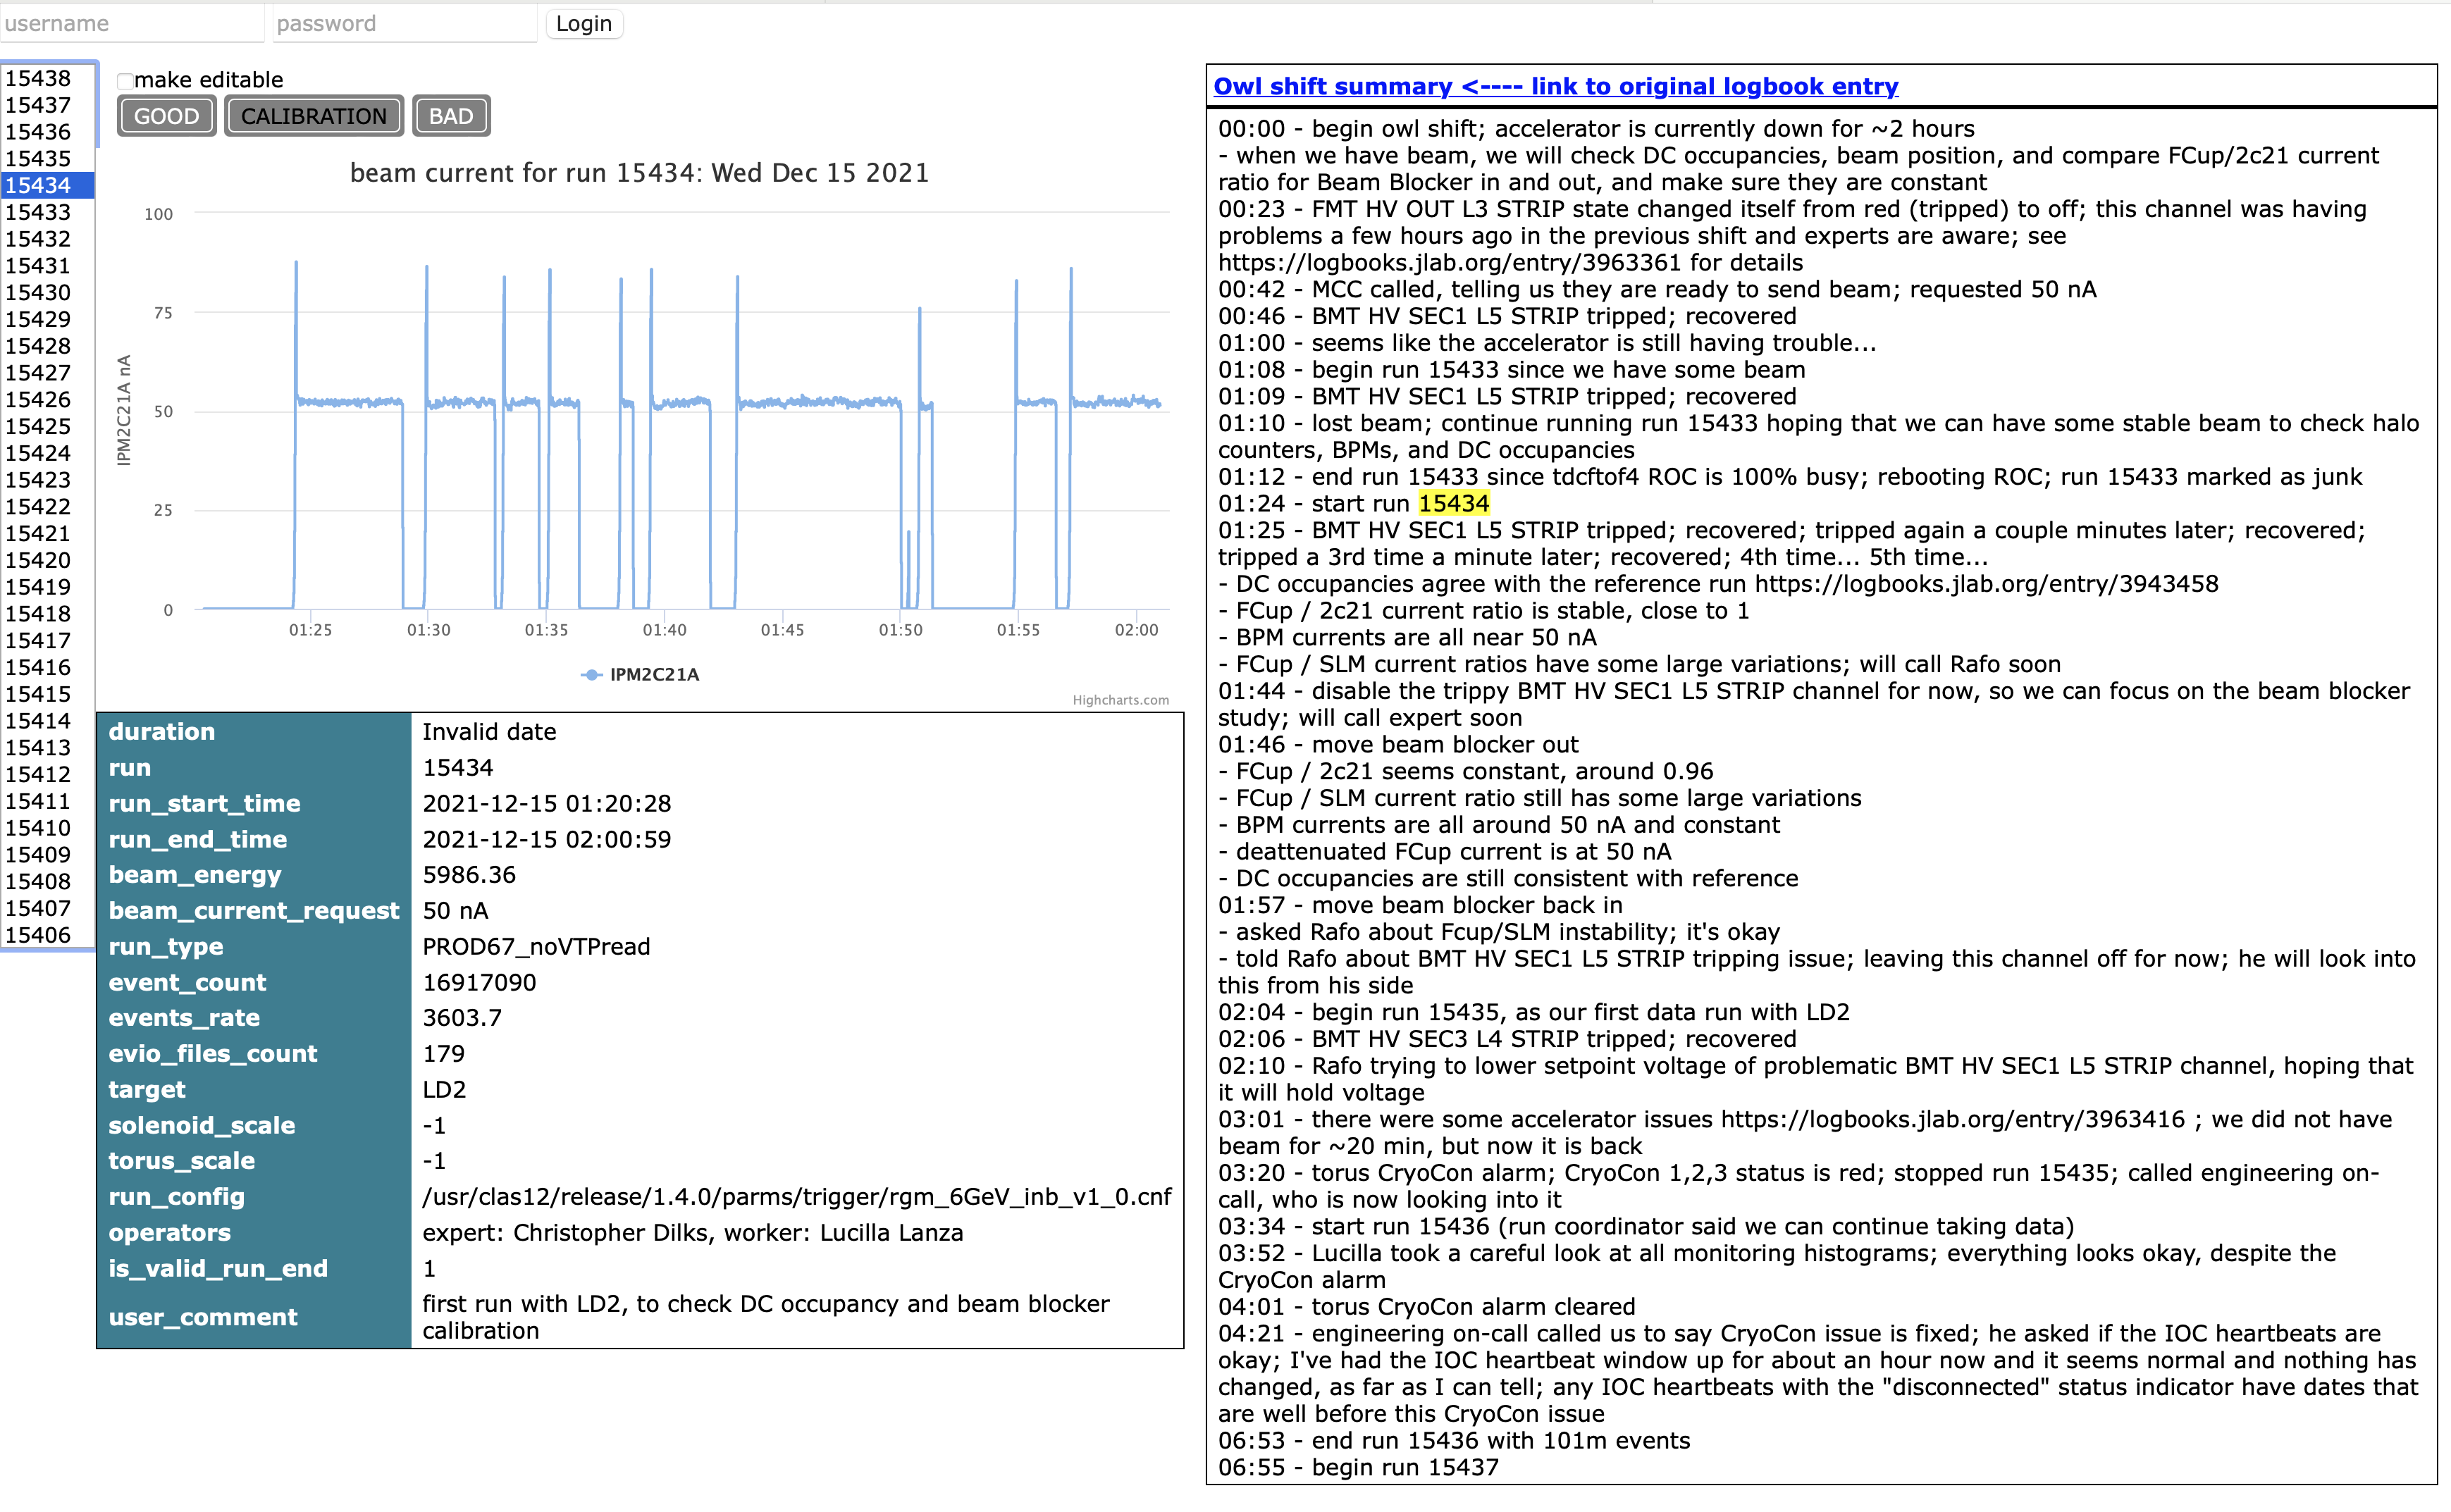 username password Login
15438
15437
15436
15435
15434
15433
15432
15431
15430
15429
15428
15427
15426
15425
15424
15423
15422
15421
15420
15419
15418
15417
15416
15415
15414
15413
15412
15411
15410
15409
15408
15407
15406
make editable
GOOD CALIBRATION BAD
beam current for run 15434: Wed Dec 15 2021
IPM2C21A nA
100
75
50
25
0
01:25 01:30 01:35 01:40 01:45 01:50 01:55 02:00
IPM2C21A
Highcharts.com
duration Invalid date
run 15434
run_start_time 2021-12-15 01:20:28
run_end_time 2021-12-15 02:00:59
beam_energy 5986.36
beam_current_request 50 nA
run_type PROD67_noVTPread
event_count 16917090
events_rate 3603.7
evio_files_count 179
target LD2
solenoid_scale -1
torus_scale -1
run_config /usr/clas12/release/1.4.0/parms/trigger/rgm_6GeV_inb_v1_0.cnf
operators expert: Christopher Dilks, worker: Lucilla Lanza
is_valid_run_end 1
user_comment first run with LD2, to check DC occupancy and beam blocker
calibration
Owl shift summary <---- link to original logbook entry
00:00 - begin owl shift; accelerator is currently down for ~2 hours
- when we have beam, we will check DC occupancies, beam position, and compare FCup/2c21 current
ratio for Beam Blocker in and out, and make sure they are constant
00:23 - FMT HV OUT L3 STRIP state changed itself from red (tripped) to off; this channel was having
problems a few hours ago in the previous shift and experts are aware; see
https://logbooks.jlab.org/entry/3963361 for details
00:42 - MCC called, telling us they are ready to send beam; requested 50 nA
00:46 - BMT HV SEC1 L5 STRIP tripped; recovered
01:00 - seems like the accelerator is still having trouble...
01:08 - begin run 15433 since we have some beam
01:09 - BMT HV SEC1 L5 STRIP tripped; recovered
01:10 - lost beam; continue running run 15433 hoping that we can have some stable beam to check halo
counters, BPMs, and DC occupancies
01:12 - end run 15433 since tdcftof4 ROC is 100% busy; rebooting ROC; run 15433 marked as junk
01:24 - start run 15434
01:25 - BMT HV SEC1 L5 STRIP tripped; recovered; tripped again a couple minutes later; recovered;
tripped a 3rd time a minute later; recovered; 4th time... 5th time...
- DC occupancies agree with the reference run https://logbooks.jlab.org/entry/3943458
- FCup / 2c21 current ratio is stable, close to 1
- BPM currents are all near 50 nA
- FCup / SLM current ratios have some large variations; will call Rafo soon
01:44 - disable the trippy BMT HV SEC1 L5 STRIP channel for now, so we can focus on the beam blocker
study; will call expert soon
01:46 - move beam blocker out
- FCup / 2c21 seems constant, around 0.96
- FCup / SLM current ratio still has some large variations
- BPM currents are all around 50 nA and constant
- deattenuated FCup current is at 50 nA
- DC occupancies are still consistent with reference
01:57 - move beam blocker back in
- asked Rafo about Fcup/SLM instability; it's okay
- told Rafo about BMT HV SEC1 L5 STRIP tripping issue; leaving this channel off for now; he will look into
this from his side
02:04 - begin run 15435, as our first data run with LD2
02:06 - BMT HV SEC3 L4 STRIP tripped; recovered
02:10 - Rafo trying to lower setpoint voltage of problematic BMT HV SEC1 L5 STRIP channel, hoping that
it will hold voltage
03:01 - there were some accelerator issues https://logbooks.jlab.org/entry/3963416 ; we did not have
beam for ~20 min, but now it is back
03:20 - torus CryoCon alarm; CryoCon 1,2,3 status is red; stopped run 15435; called engineering on-
call, who is now looking into it
03:34 - start run 15436 (run coordinator said we can continue taking data)
03:52 - Lucilla took a careful look at all monitoring histograms; everything looks okay, despite the
CryoCon alarm
04:01 - torus CryoCon alarm cleared
04:21 - engineering on-call called us to say CryoCon issue is fixed; he asked if the IOC heartbeats are
okay; I've had the IOC heartbeat window up for about an hour now and it seems normal and nothing has
changed, as far as I can tell; any IOC heartbeats with the "disconnected" status indicator have dates that
are well before this CryoCon issue
06:53 - end run 15436 with 101m events
06:55 - begin run 15437